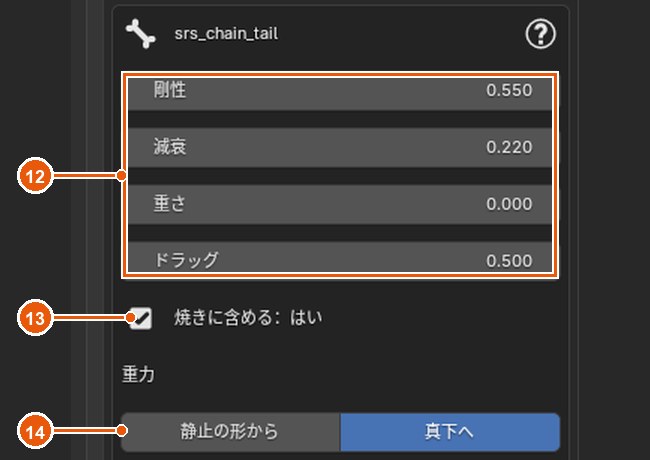 srs_chain_tail
剛性 0.550
減衰 0.220
12
重さ 0.000
ドラッグ 0.500
13 焼きに含める: はい
重力
14 静止の形から 真下へ